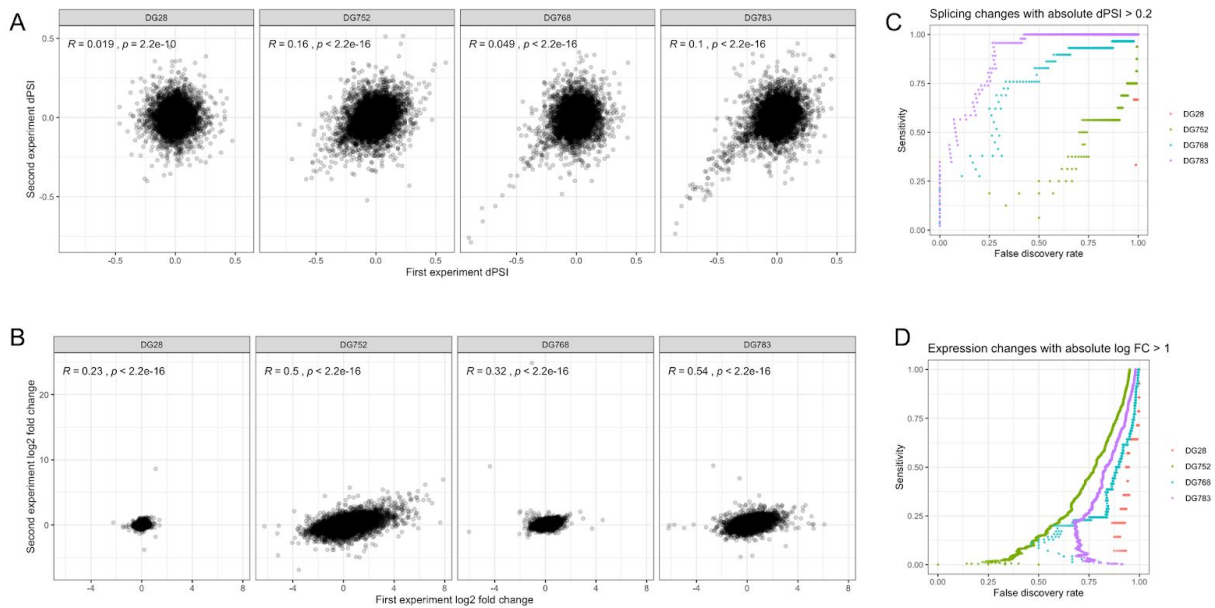 A
DG28
DG752
DG768
DG783
R = 0.019 , p = 2.2e-10
R = 0.16 , p < 2.2e-16
R = 0.049 , p < 2.2e-16
R = 0.1 , p < 2.2e-16
Second experiment dPSI
0.5
0.0
-0.5
-0.5
0.0
0.5
-0.5
0.0
0.5
-0.5
0.0
0.5
-0.5
0.0
0.5
First experiment dPSI
C
Splicing changes with absolute dPSI > 0.2
Sensitivity
1.00
0.75
0.50
0.25
0.00
0.00
0.25
0.50
0.75
1.00
False discovery rate
DG28
DG752
DG768
DG783
B
DG28
DG752
DG768
DG783
R = 0.23 , p < 2.2e-16
R = 0.5 , p < 2.2e-16
R = 0.32 , p < 2.2e-16
R = 0.54 , p < 2.2e-16
Second experiment log2 fold change
20
10
0
-4
0
4
8
-4
0
4
8
-4
0
4
8
-4
0
4
8
First experiment log2 fold change
D
Expression changes with absolute log FC > 1
Sensitivity
1.00
0.75
0.50
0.25
0.00
0.00
0.25
0.50
0.75
1.00
False discovery rate
DG28
DG752
DG768
DG783